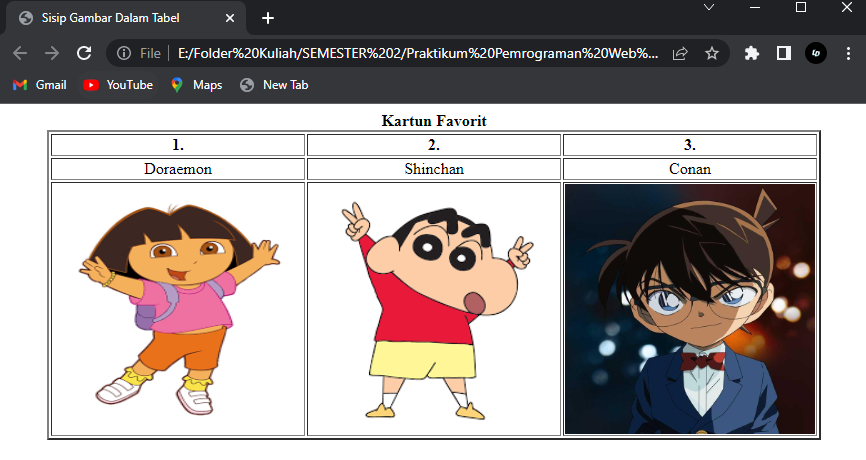 Sisip Gambar Dalam Tabel
File
E:/Folder%20Kuliah/SEMESTER%202/Praktikum%20Pemrograman%20Web%...
Gmail YouTube Maps New Tab
Kartun Favorit
1. 2. 3.
Doraemon Shinchan Conan